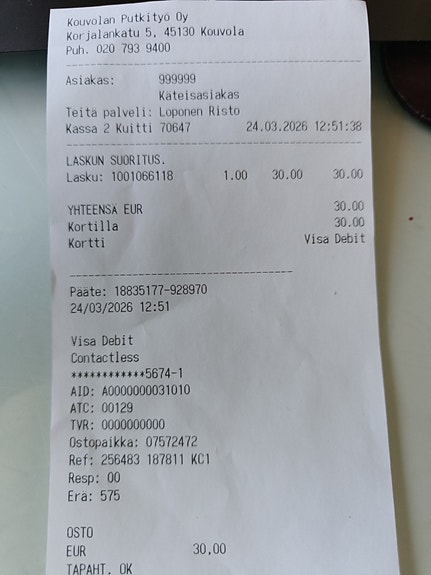 Kouvolan Putkityö Oy
Korjalankatu 5, 45130 Kouvola
Puh. 020 793 9400
Asiakas: 999999
Käteisasiakas
Teitä palveli: Loponen Risto
Kassa 2 Kuitti 70647 24.03.2026 12:51:38
LASKUN SUORITUS.
Lasku: 1001066118 1.00 30.00 30.00
YHTEENSÄ EUR 30.00
Kortilla 30.00
Kortti Visa Debit
Pääte: 18835177-928970
24/03/2026 12:51
Visa Debit
Contactless
************5674-1
AID: A0000000031010
ATC: 00129
TVR: 0000000000
Ostopaikka: 07572472
Ref: 256483 187811 KC1
Resp: 00
Erä: 575
OSTO
EUR 30,00
TAPAHT. OK